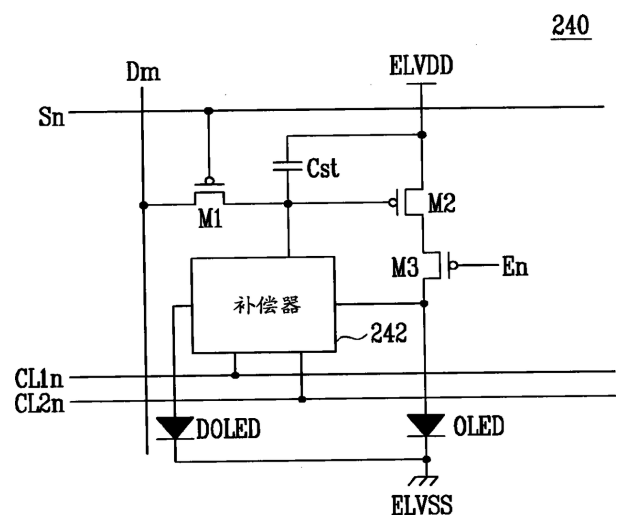 240
ELVDD
Dm
Sn
Cst
M1
M2
M3
En
补偿器
242
CL1n
CL2n
DOLED
OLED
ELVSS